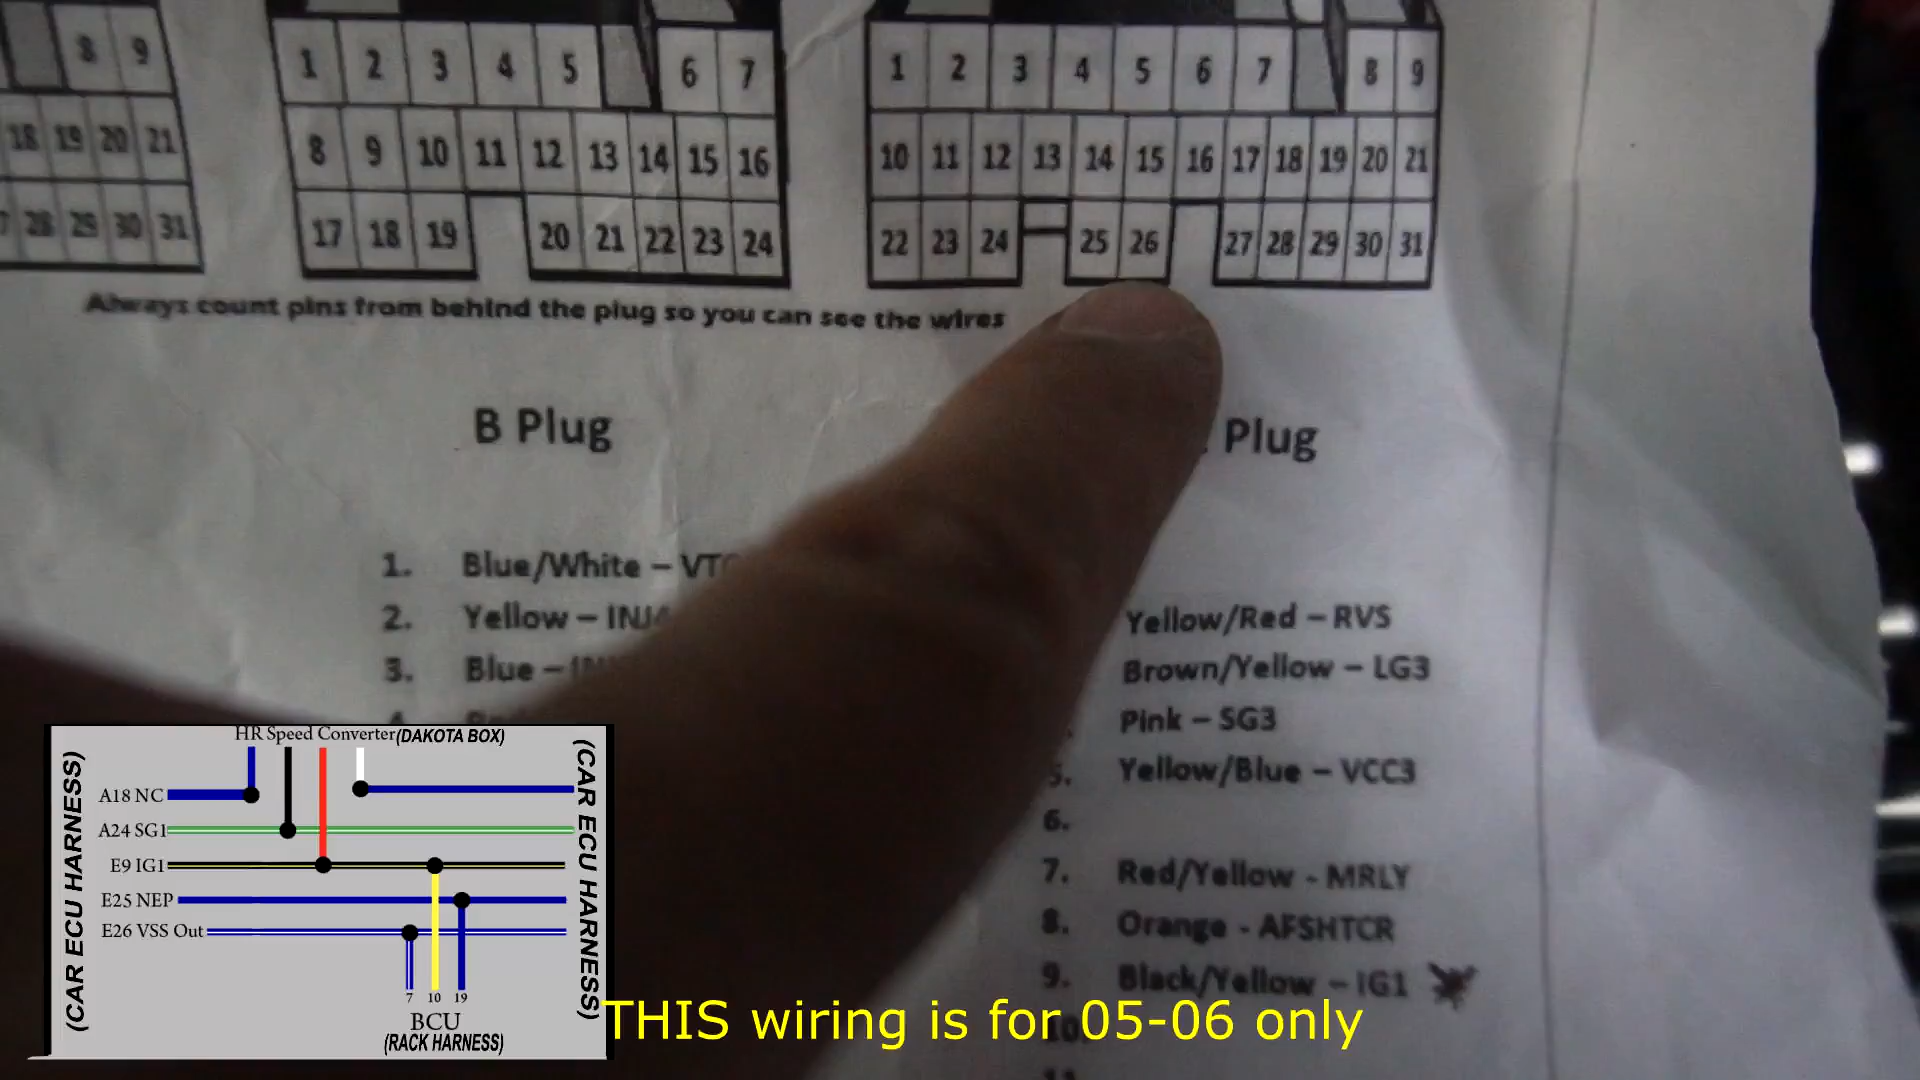 8 9
18 19 20 21
28 29 30 31
1 2 3 4 5 6 7
8 9 10 11 12 13 14 15 16
17 18 19 20 21 22 23 24
1 2 3 4 5 6 7 8 9
10 11 12 13 14 15 16 17 18 19 20 21
22 23 24 25 26 27 28 29 30 31
Always count pins from behind the plug so you can see the wires
B Plug
1. Blue/White –
2. Yellow –
3. Blue –
Plug
Yellow/Red – RVS
Brown/Yellow – LG3
Pink – SG3
5. Yellow/Blue – VCC3
6.
7. Red/Yellow - MRLY
8. Orange - AFSHTCR
9. Black/Yellow – IG1
10.
HR Speed Converter(DAKOTA BOX)
(CAR ECU HARNESS)
A18 NC
A24 SG1
E9 IG1
E25 NEP
E26 VSS Out
(CAR ECU HARNESS)
7 10 19
BCU
(RACK HARNESS)
THIS wiring is for 05-06 only